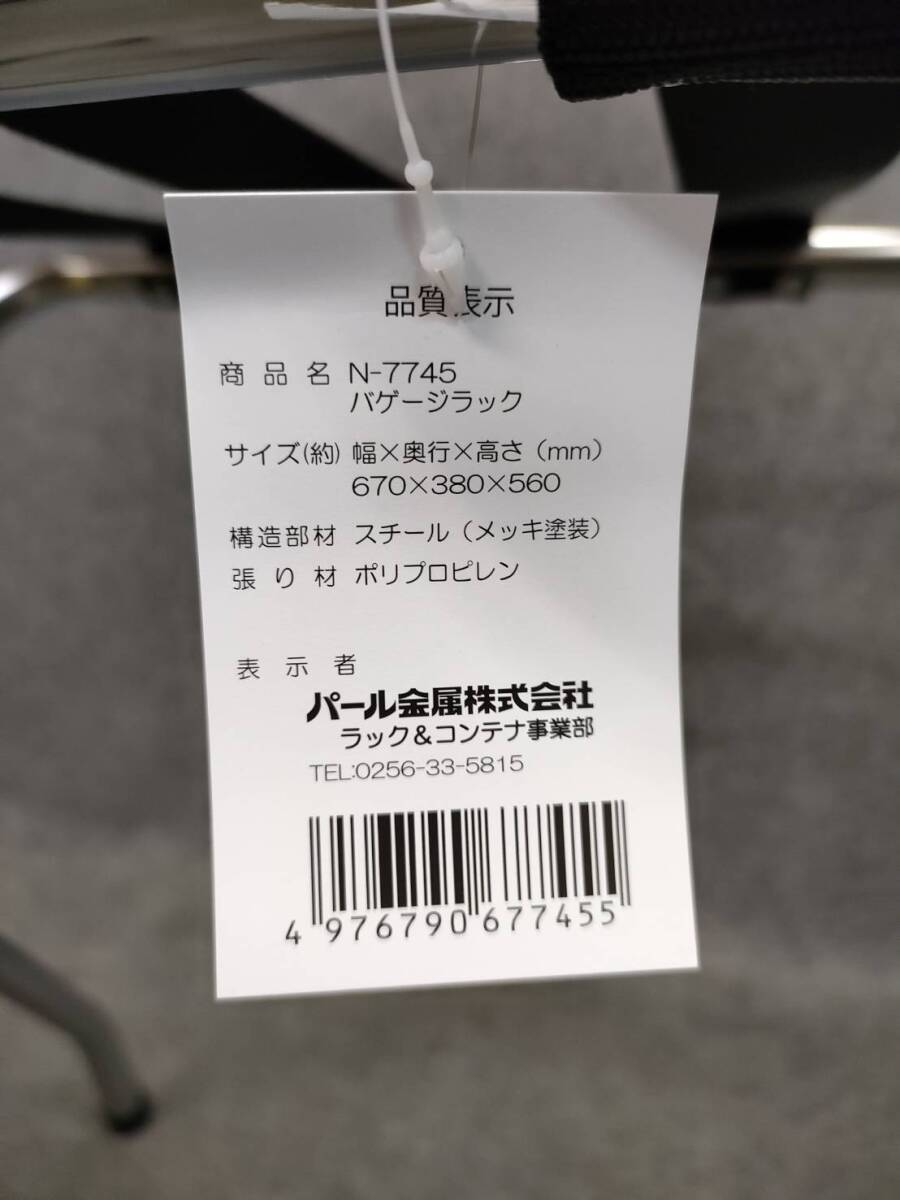 品質表示
商品名 N-7745
バゲージラック
サイズ(約) 幅×奥行×高さ（mm）
670×380×560
構造部材 スチール（メッキ塗装）
張り材 ポリプロピレン
表示者
パール金属株式会社
ラック＆コンテナ事業部
TEL:0256-33-5815
4 976790 677455